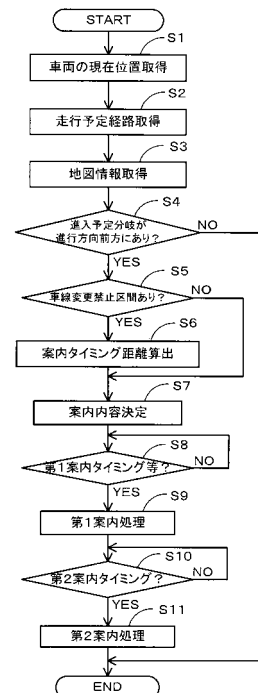 START
S1
車両の現在位置取得
S2
走行予定経路取得
S3
地図情報取得
S4
進入予定分岐が
進行方向前方にあり?
NO
YES
S5
車線変更禁止区間あり?
NO
YES
S6
案内タイミング距離算出
S7
案内内容決定
S8
第1案内タイミング等?
NO
YES
S9
第1案内処理
S10
第2案内タイミング?
NO
YES
S11
第2案内処理
END